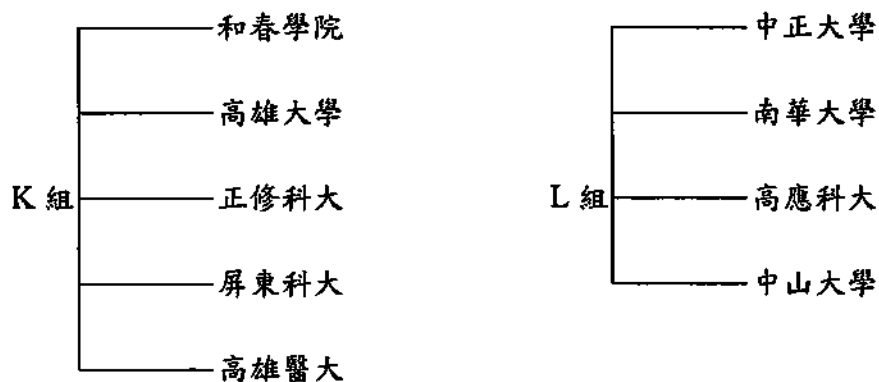 和春學院
高雄大學
K 組
正修科大
屏東科大
高雄醫大
中正大學
南華大學
L 組
高應科大
中山大學